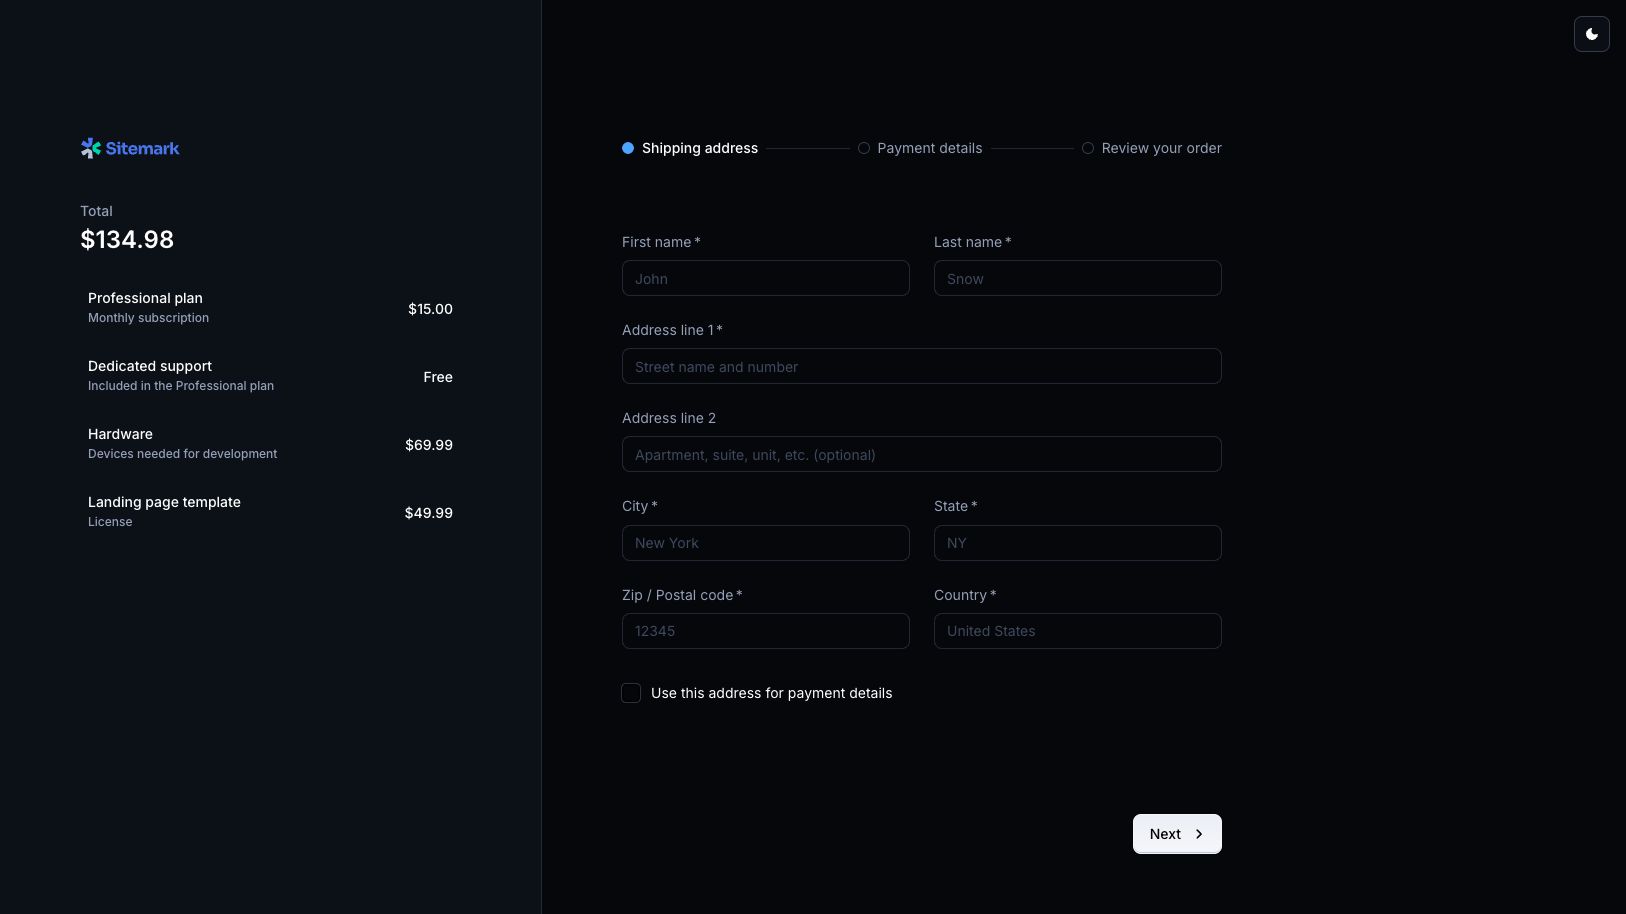 Sitemark
Total
$134.98
Professional plan
Monthly subscription
$15.00
Dedicated support
Included in the Professional plan
Free
Hardware
Devices needed for development
$69.99
Landing page template
License
$49.99
Shipping address
Payment details
Review your order
First name *
John
Last name *
Snow
Address line 1 *
Street name and number
Address line 2
Apartment, suite, unit, etc. (optional)
City *
New York
State *
NY
Zip / Postal code *
12345
Country *
United States
Use this address for payment details
Next